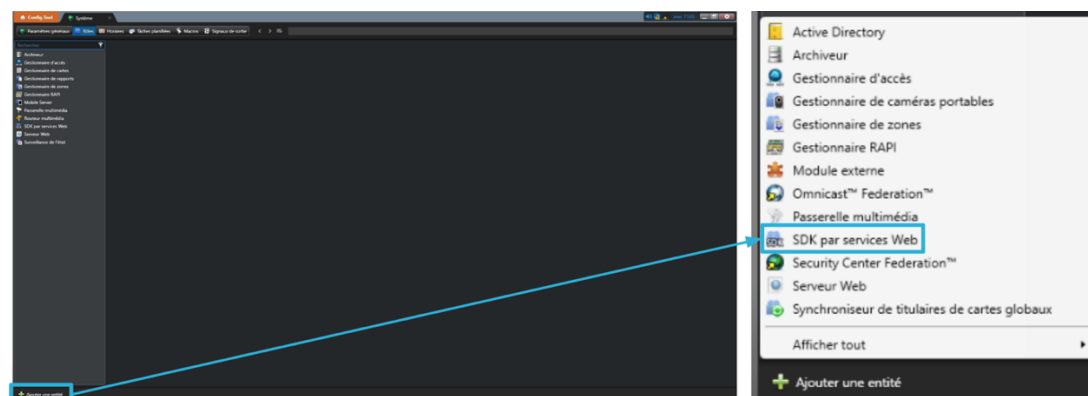 Config Tool
Système
Paramètres généraux
Rôles
Horaires
Tâches planifiées
Macros
Signaux de sortie
Rechercher
Archiveur
Gestionnaire d'accès
Gestionnaire de cartes
Gestionnaire de rapports
Gestionnaire de zones
Gestionnaire RAPI
Mobile Server
Passerelle multimédia
Routeur multimédia
SDK par services Web
Serveur Web
Surveillance de l'état
Ajouter une entité
Active Directory
Archiveur
Gestionnaire d'accès
Gestionnaire de caméras portables
Gestionnaire de zones
Gestionnaire RAPI
Module externe
Omnicast™ Federation™
Passerelle multimédia
SDK par services Web
Security Center Federation™
Serveur Web
Synchroniseur de titulaires de cartes globaux
Afficher tout
Ajouter une entité